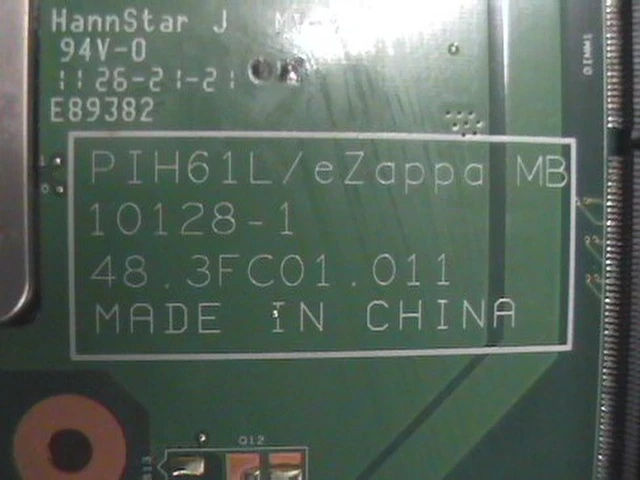 HannStar J
94V-0
1126-21-21
E89382
PIH61L/eZappa MB
10128-1
48.3FC01.011
MADE IN CHINA
DIMM1
Q12